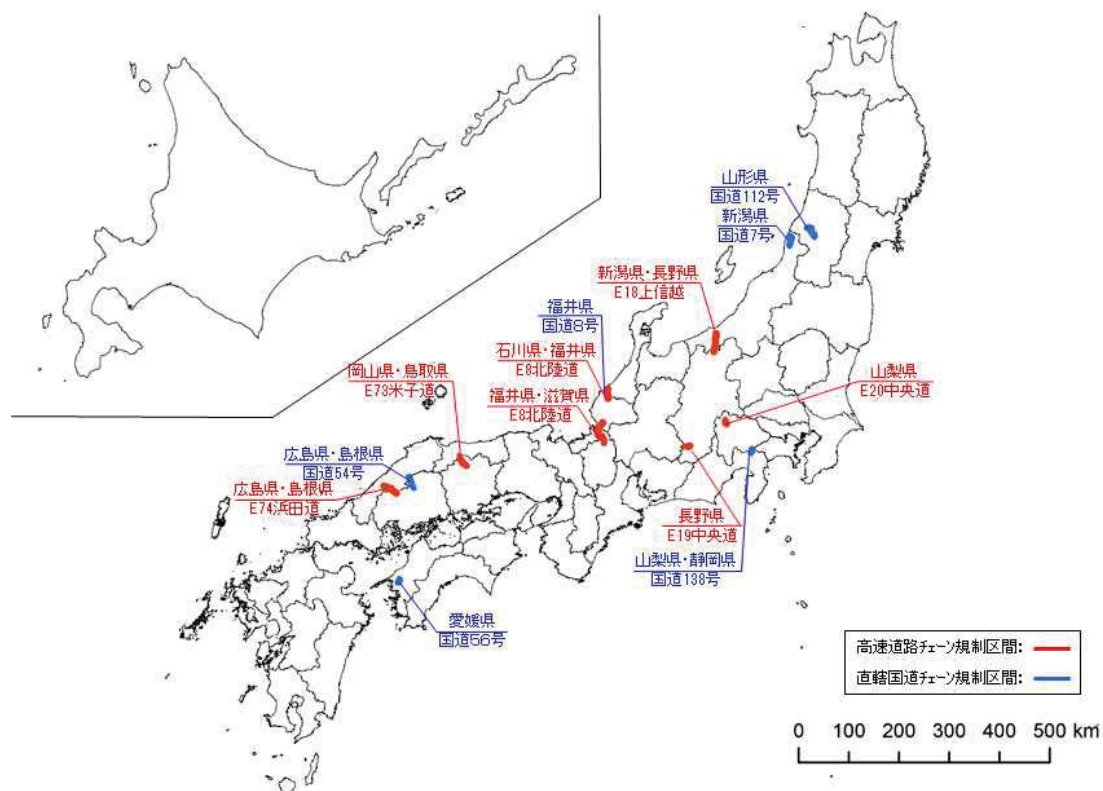 山形県
国道112号
新潟県
国道7号
新潟県・長野県
E18上信越
福井県
国道8号
石川県・福井県
E8北陸道
岡山県・鳥取県
E73米子道
福井県・滋賀県
E8北陸道
山梨県
E20中央道
広島県・島根県
国道54号
広島県・島根県
E74浜田道
長野県
E19中央道
山梨県・静岡県
国道138号
愛媛県
国道56号
高速道路チェーン規制区間:
直轄国道チェーン規制区間:
0 100 200 300 400 500 km